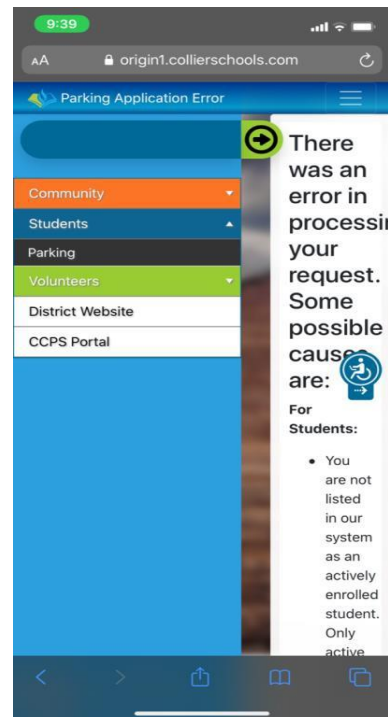 9:39
AA origin1.collierschools.com
Parking Application Error
Community
Students
Parking
Volunteers
District Website
CCPS Portal
There
was an
error in
processin
your
request.
Some
possible
causes
are:
For
Students:
• You
are not
listed
in our
system
as an
actively
enrolled
student.
Only
active